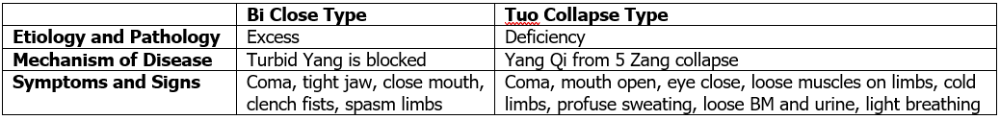 Bi Close Type Tuo Collapse Type
Etiology and Pathology Excess Deficiency
Mechanism of Disease Turbid Yang is blocked Yang Qi from 5 Zang collapse
Symptoms and Signs Coma, tight jaw, close mouth, Coma, mouth open, eye close, loose muscles on limbs, cold
clench fists, spasm limbs limbs, profuse sweating, loose BM and urine, light breathing